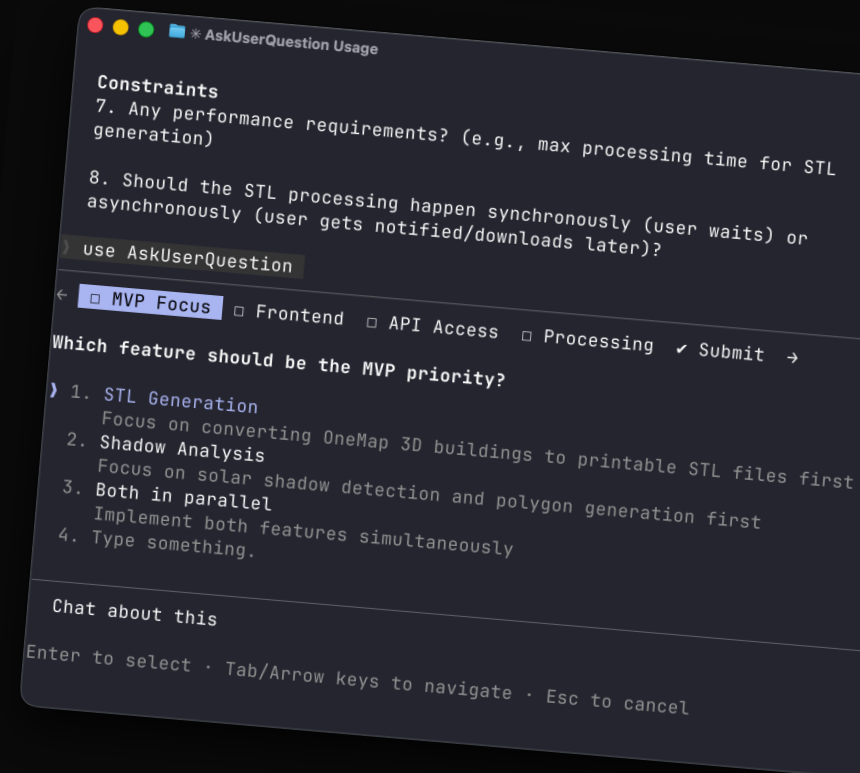 ✳ AskUserQuestion Usage
Constraints
7. Any performance requirements? (e.g., max processing time for STL
generation)
8. Should the STL processing happen synchronously (user waits) or
asynchronously (user gets notified/downloads later)?
❯ use AskUserQuestion
← ☐ MVP Focus ☐ Frontend ☐ API Access ☐ Processing ✔ Submit →
Which feature should be the MVP priority?
❯ 1. STL Generation
Focus on converting OneMap 3D buildings to printable STL files first
2. Shadow Analysis
Focus on solar shadow detection and polygon generation first
3. Both in parallel
Implement both features simultaneously
4. Type something.
Chat about this
Enter to select · Tab/Arrow keys to navigate · Esc to cancel